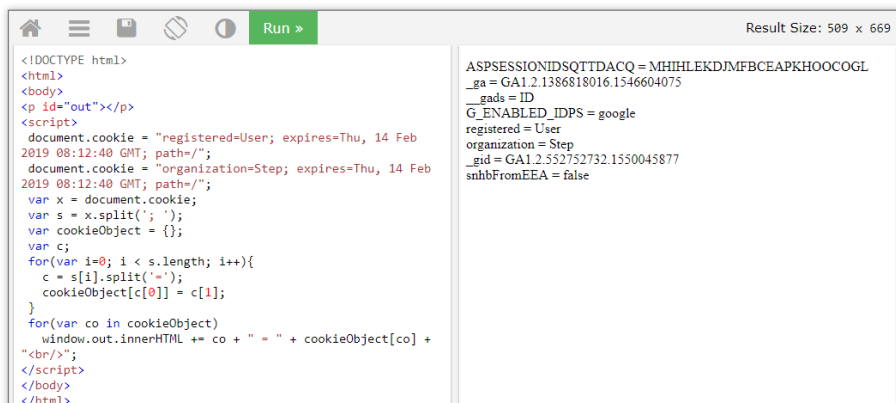 Run »
Result Size: 509 x 669
<!DOCTYPE html>
<html>
<body>
<p id="out"></p>
<script>
document.cookie = "registered=User; expires=Thu, 14 Feb
2019 08:12:40 GMT; path=/";
document.cookie = "organization=Step; expires=Thu, 14 Feb
2019 08:12:40 GMT; path=/";
var x = document.cookie;
var s = x.split('; ');
var cookieObject = {};
var c;
for(var i=0; i < s.length; i++){
c = s[i].split('=');
cookieObject[c[0]] = c[1];
}
for(var co in cookieObject)
window.out.innerHTML += co + " = " + cookieObject[co] +
"<br/>";
</script>
</body>
</html>
ASPSESSIONIDSQTTDACQ = MHIHLEKDJMFBCEAPKHOOCOGL
_ga = GA1.2.1386818016.1546604075
__gads = ID
G_ENABLED_IDPS = google
registered = User
organization = Step
_gid = GA1.2.552752732.1550045877
snhbFromEEA = false